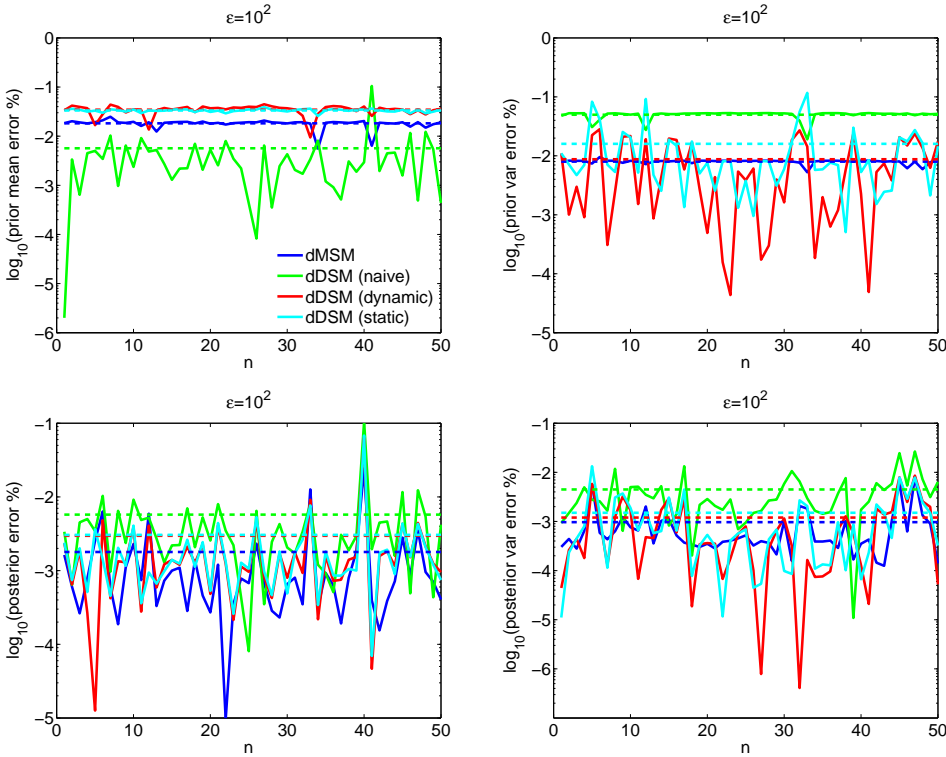 ε=10²
0
−1
−2
−3
−4
−5
−6
log₁₀(prior mean error %)
dMSM
dDSM (naive)
dDSM (dynamic)
dDSM (static)
0 10 20 30 40 50
n
ε=10²
0
−1
−2
−3
−4
−5
log₁₀(prior var error %)
0 10 20 30 40 50
n
ε=10²
−1
−2
−3
−4
−5
log₁₀(posterior error %)
0 10 20 30 40 50
n
ε=10²
−1
−2
−3
−4
−5
−6
log₁₀(posterior var error %)
0 10 20 30 40 50
n